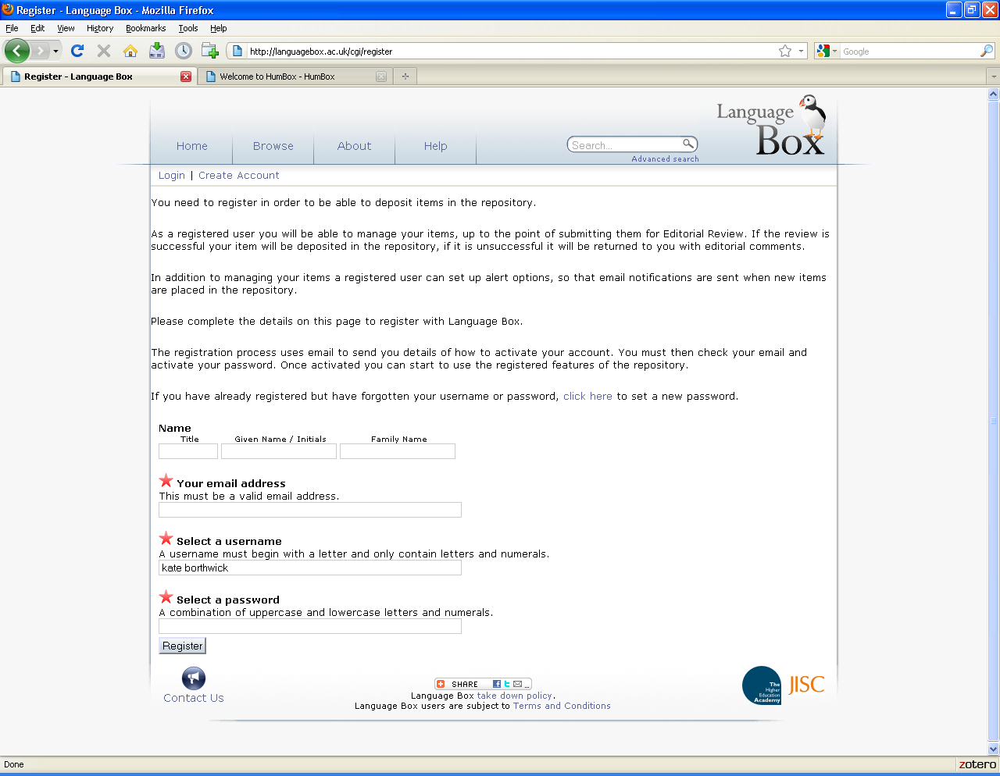 Register - Language Box - Mozilla Firefox
File Edit View History Bookmarks Tools Help
http://languagebox.ac.uk/cgi/register
Google
Register - Language Box
Welcome to HumBox - HumBox
Language Box
Home Browse About Help
Search...
Advanced search
Login | Create Account
You need to register in order to be able to deposit items in the repository.
As a registered user you will be able to manage your items, up to the point of submitting them for Editorial Review. If the review is
successful your item will be deposited in the repository, if it is unsuccessful it will be returned to you with editorial comments.
In addition to managing your items a registered user can set up alert options, so that email notifications are sent when new items
are placed in the repository.
Please complete the details on this page to register with Language Box.
The registration process uses email to send you details of how to activate your account. You must then check your email and
activate your password. Once activated you can start to use the registered features of the repository.
If you have already registered but have forgotten your username or password, click here to set a new password.
Name
Title Given Name / Initials Family Name
Your email address
This must be a valid email address.
Select a username
A username must begin with a letter and only contain letters and numerals.
kate borthwick
Select a password
A combination of uppercase and lowercase letters and numerals.
Register
Contact Us
SHARE ...
Language Box take down policy.
Language Box users are subject to Terms and Conditions
The Higher Education Academy
JISC
Done
zotero